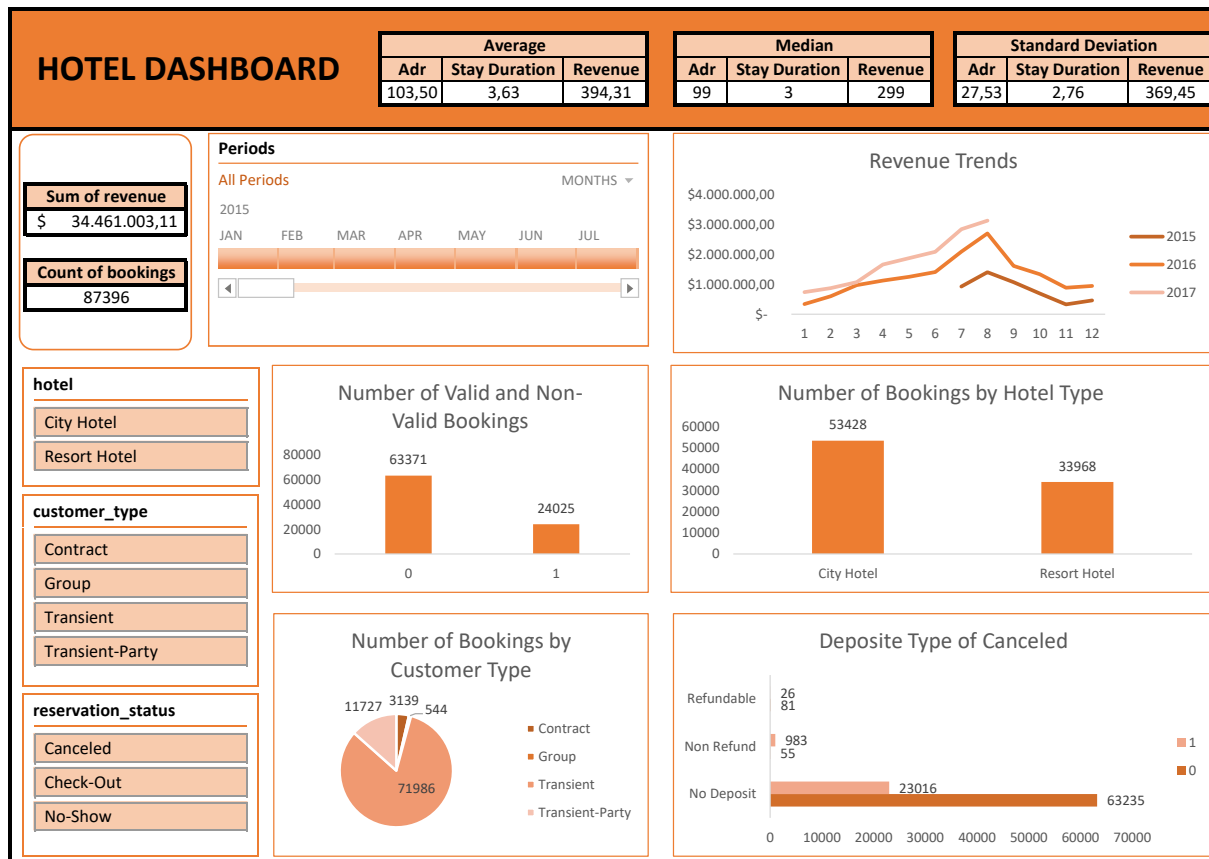 HOTEL DASHBOARD
Average
Adr Stay Duration Revenue
103,50 3,63 394,31
Median
Adr Stay Duration Revenue
99 3 299
Standard Deviation
Adr Stay Duration Revenue
27,53 2,76 369,45
Sum of revenue
$ 34.461.003,11
Count of bookings
87396
Periods
All Periods MONTHS
2015
JAN FEB MAR APR MAY JUN JUL
Revenue Trends
$4.000.000,00
$3.000.000,00
$2.000.000,00
$1.000.000,00
$-
1 2 3 4 5 6 7 8 9 10 11 12
2015
2016
2017
hotel
City Hotel
Resort Hotel
customer_type
Contract
Group
Transient
Transient-Party
reservation_status
Canceled
Check-Out
No-Show
Number of Valid and Non-
Valid Bookings
80000
60000
40000
20000
0
63371
24025
0 1
Number of Bookings by Hotel Type
60000
50000
40000
30000
20000
10000
0
53428
33968
City Hotel Resort Hotel
Number of Bookings by
Customer Type
11727 3139
544
71986
Contract
Group
Transient
Transient-Party
Deposite Type of Canceled
Refundable 26
81
Non Refund 983
55
No Deposit 23016
63235
0 10000 20000 30000 40000 50000 60000 70000
1
0